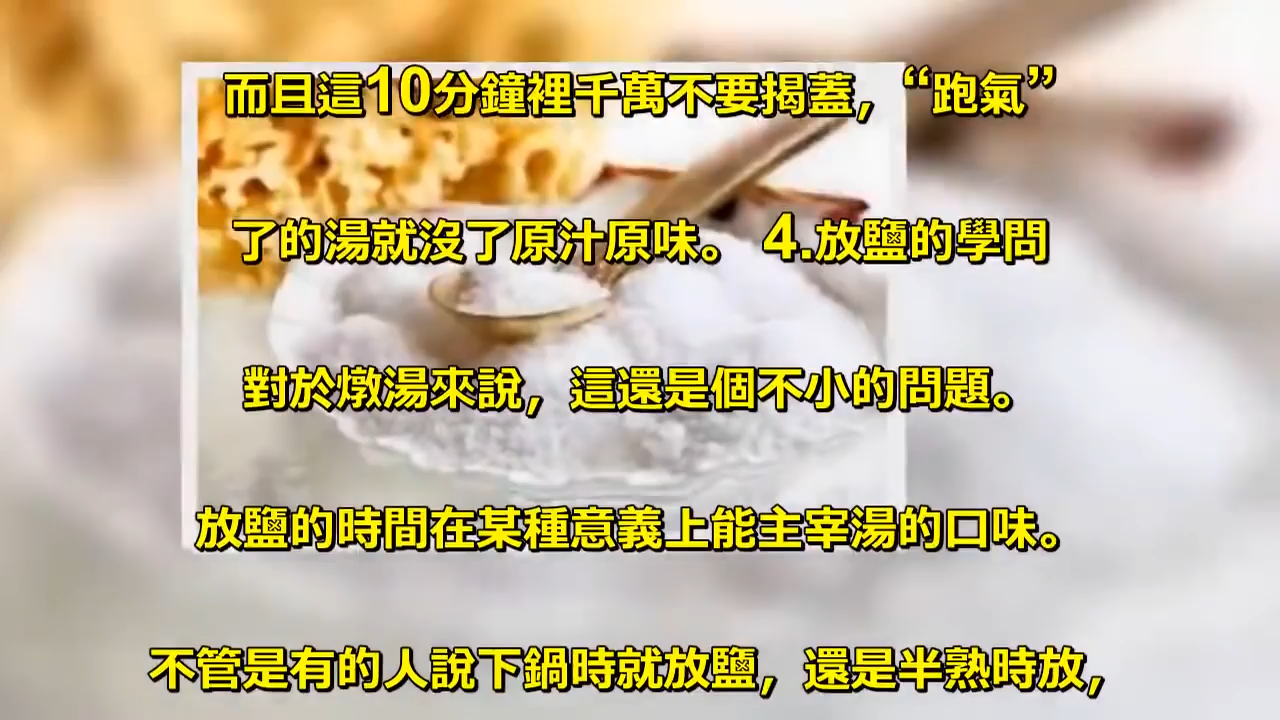 而且這10分鐘裡千萬不要揭蓋，“跑氣”
了的湯就沒了原汁原味。 4.放鹽的學問
對於燉湯來說，這還是個不小的問題。
放鹽的時間在某種意義上能主宰湯的口味。
不管是有的人說下鍋時就放鹽，還是半熟時放，